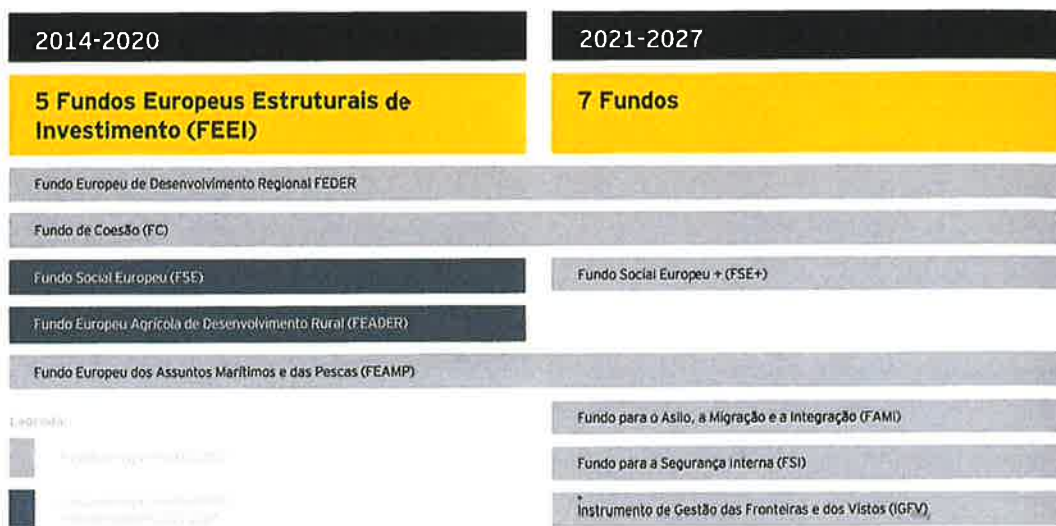 2014-2020
2021-2027
5 Fundos Europeus Estruturais de
Investimento (FEEI)
7 Fundos
Fundo Europeu de Desenvolvimento Regional FEDER
Fundo de Coesão (FC)
Fundo Social Europeu (FSE)
Fundo Social Europeu + (FSE+)
Fundo Europeu Agrícola de Desenvolvimento Rural (FEADER)
Fundo Europeu dos Assuntos Marítimos e das Pescas (FEAMP)
Legenda:
Fundo para o Asilo, a Migração e a Integração (FAMI)
Fundo para a Segurança Interna (FSI)
Instrumento de Gestão das Fronteiras e dos Vistos (IGFV)